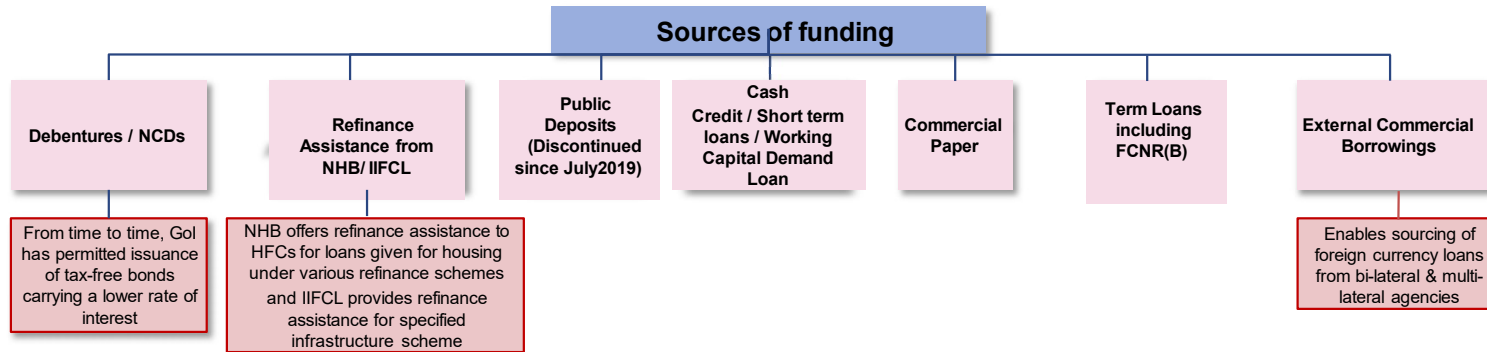 Sources of funding
Debentures / NCDs
Refinance
Assistance from
NHB/ IIFCL
Public
Deposits
(Discontinued
since July2019)
Cash
Credit / Short term
loans / Working
Capital Demand
Loan
Commercial
Paper
Term Loans
including
FCNR(B)
External Commercial
Borrowings
From time to time, GoI
has permitted issuance
of tax-free bonds
carrying a lower rate of
interest
NHB offers refinance assistance to
HFCs for loans given for housing
under various refinance schemes
and IIFCL provides refinance
assistance for specified
infrastructure scheme
Enables sourcing of
foreign currency loans
from bi-lateral & multi-
lateral agencies